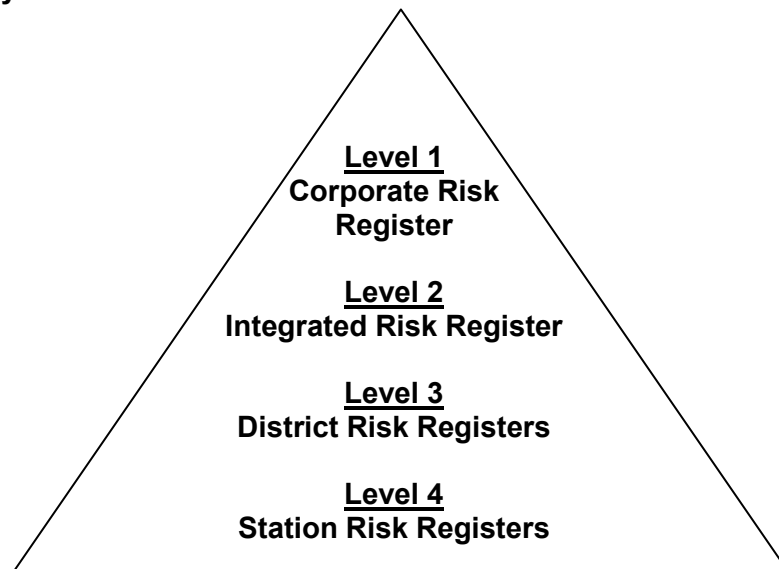 Level 1
Corporate Risk
Register
Level 2
Integrated Risk Register
Level 3
District Risk Registers
Level 4
Station Risk Registers